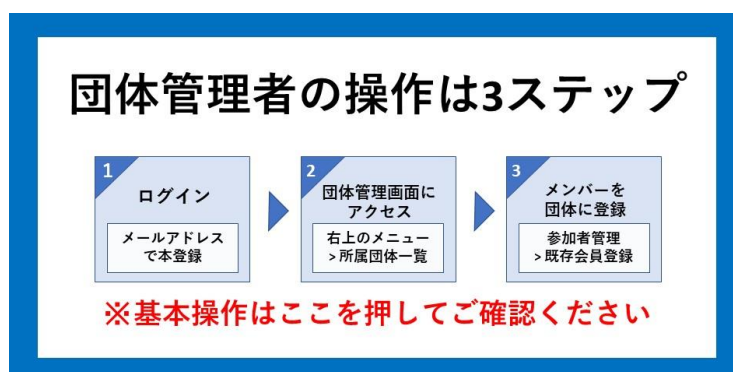 団体管理者の操作は3ステップ
1
ログイン
メールアドレス
で本登録
2
団体管理画面に
アクセス
右上のメニュー
>所属団体一覧
3
メンバーを
団体に登録
参加者管理
>既存会員登録
※基本操作はここを押してご確認ください